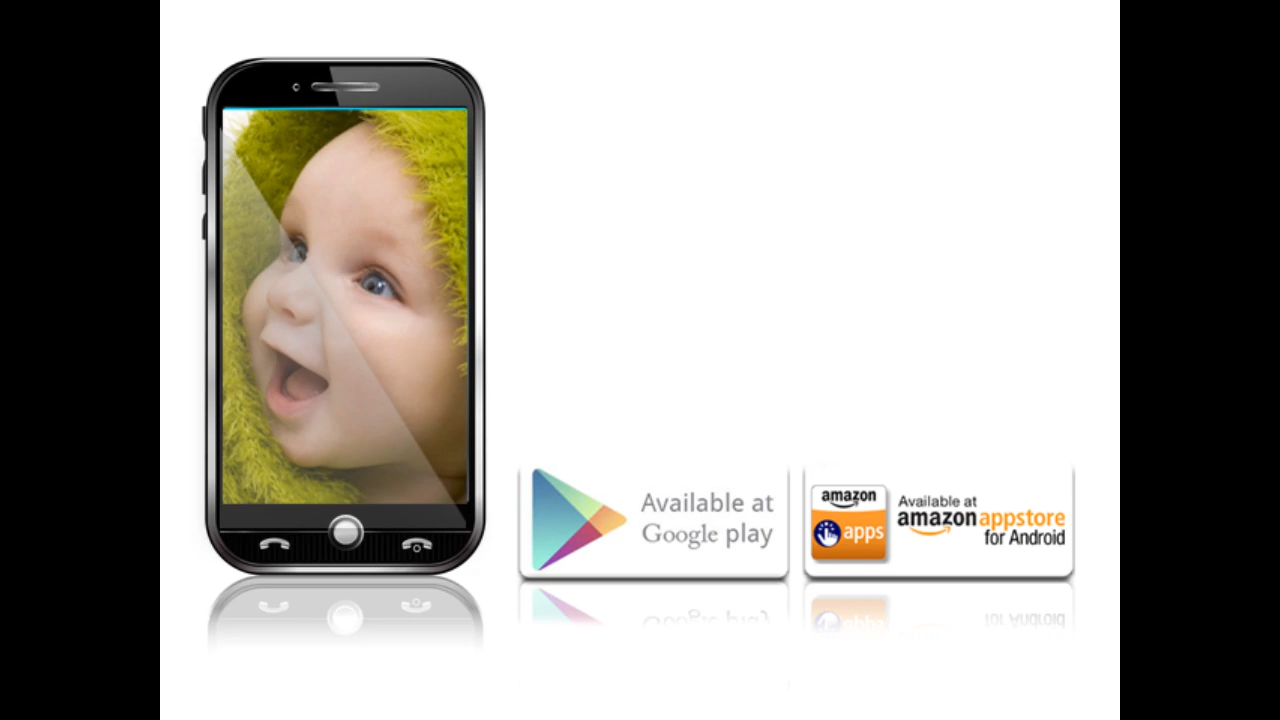 Available at
Google play
amazon
apps
Available at
amazon appstore
for Android